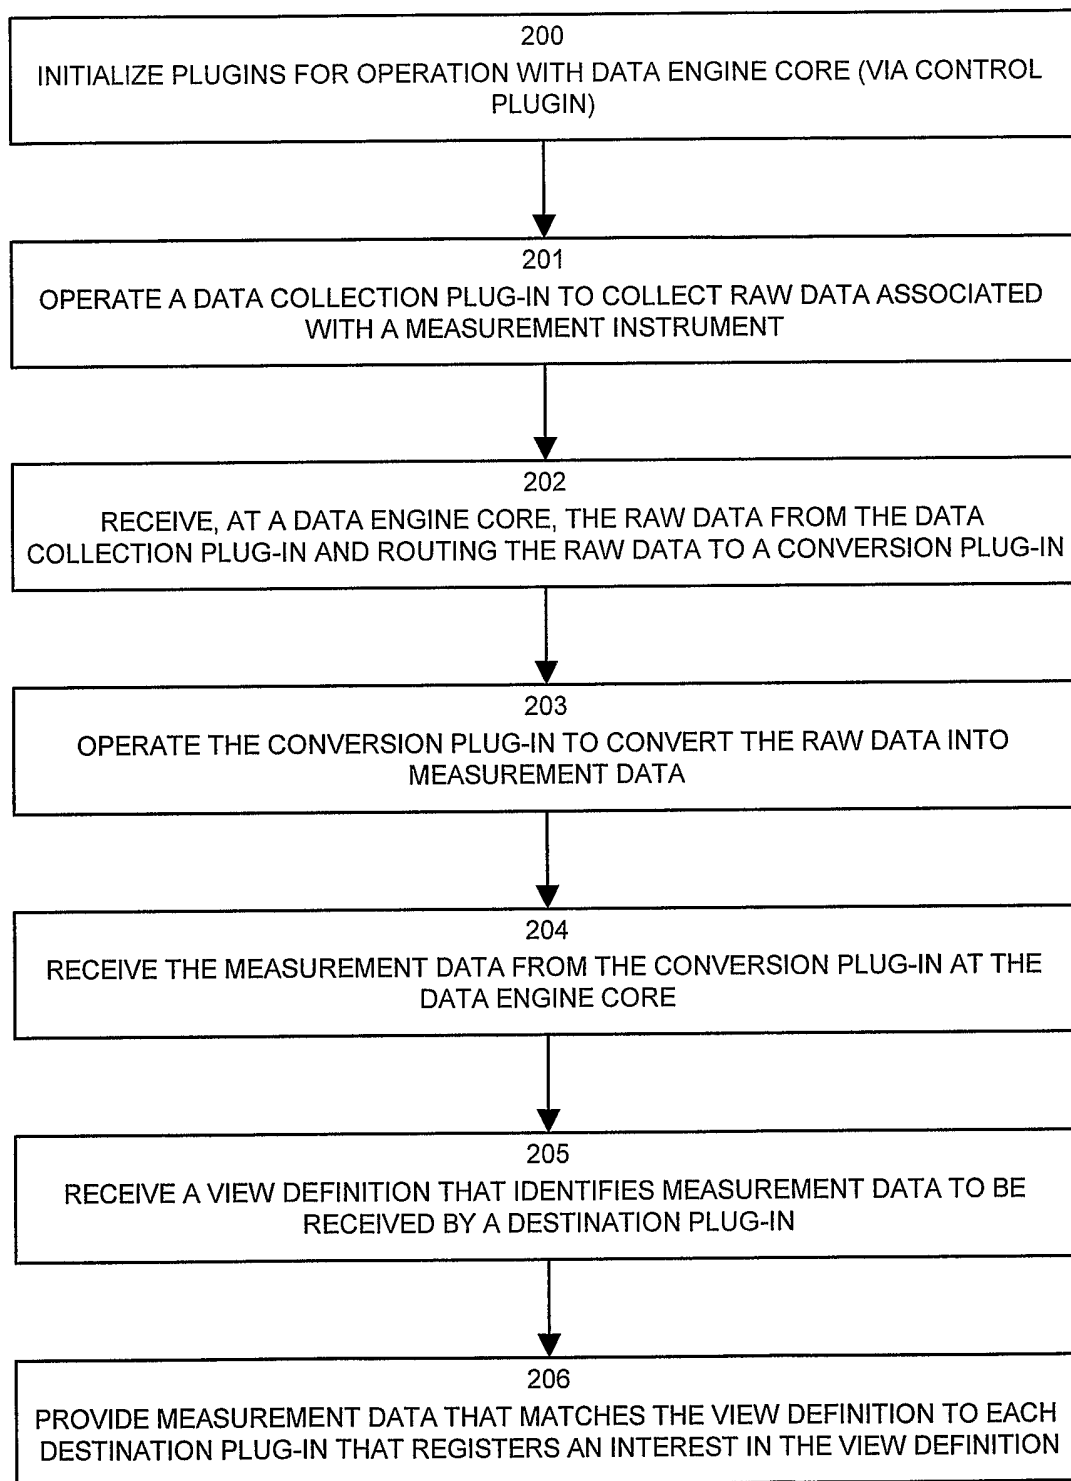 200
INITIALIZE PLUGINS FOR OPERATION WITH DATA ENGINE CORE (VIA CONTROL
PLUGIN)
201
OPERATE A DATA COLLECTION PLUG-IN TO COLLECT RAW DATA ASSOCIATED
WITH A MEASUREMENT INSTRUMENT
202
RECEIVE, AT A DATA ENGINE CORE, THE RAW DATA FROM THE DATA
COLLECTION PLUG-IN AND ROUTING THE RAW DATA TO A CONVERSION PLUG-IN
203
OPERATE THE CONVERSION PLUG-IN TO CONVERT THE RAW DATA INTO
MEASUREMENT DATA
204
RECEIVE THE MEASUREMENT DATA FROM THE CONVERSION PLUG-IN AT THE
DATA ENGINE CORE
205
RECEIVE A VIEW DEFINITION THAT IDENTIFIES MEASUREMENT DATA TO BE
RECEIVED BY A DESTINATION PLUG-IN
206
PROVIDE MEASUREMENT DATA THAT MATCHES THE VIEW DEFINITION TO EACH
DESTINATION PLUG-IN THAT REGISTERS AN INTEREST IN THE VIEW DEFINITION